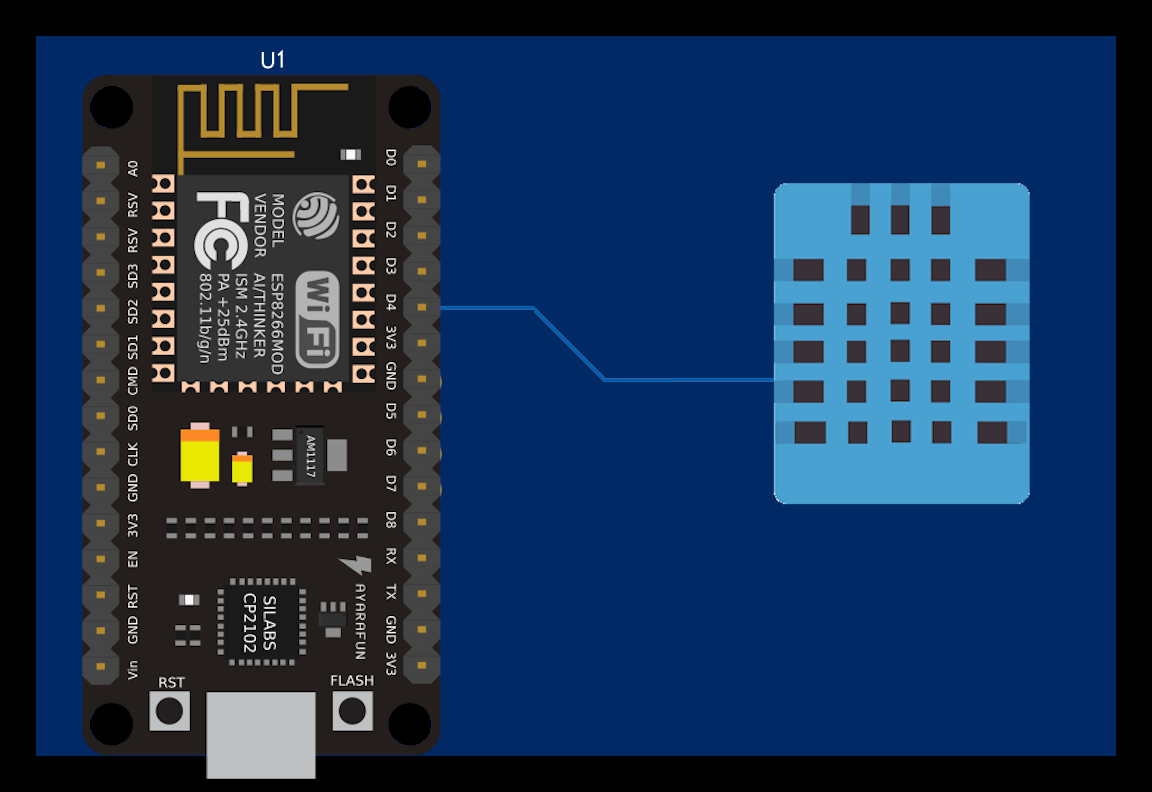 U1
A0
RSV
RSV
SD3
SD2
SD1
CMD
SD0
CLK
GND
3V3
EN
RST
GND
Vin
D0
D1
D2
D3
D4
3V3
GND
D5
D6
D7
D8
RX
TX
GND
3V3
MODEL
VENDOR
ESP8266MOD
AI/THINKER
ISM 2.4GHz
PA +25dBm
802.11b/g/n
FC
Wi Fi
AM1117
AYARAFUN
SILABS
CP2102
RST
FLASH